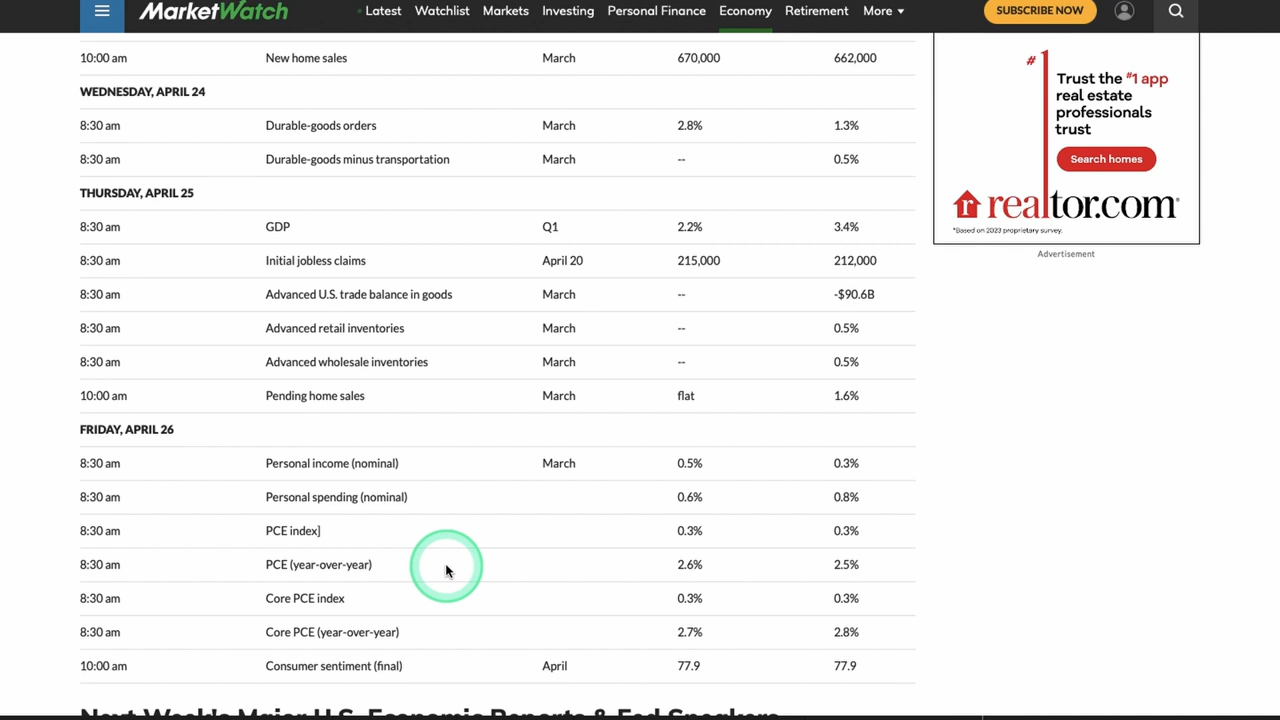 MarketWatch Latest Watchlist Markets Investing Personal Finance Economy Retirement More SUBSCRIBE NOW
10:00 am New home sales March 670,000 662,000
WEDNESDAY, APRIL 24
8:30 am Durable-goods orders March 2.8% 1.3%
8:30 am Durable-goods minus transportation March -- 0.5%
THURSDAY, APRIL 25
8:30 am GDP Q1 2.2% 3.4%
8:30 am Initial jobless claims April 20 215,000 212,000
8:30 am Advanced U.S. trade balance in goods March -- -$90.6B
8:30 am Advanced retail inventories March -- 0.5%
8:30 am Advanced wholesale inventories March -- 0.5%
10:00 am Pending home sales March flat 1.6%
FRIDAY, APRIL 26
8:30 am Personal income (nominal) March 0.5% 0.3%
8:30 am Personal spending (nominal) 0.6% 0.8%
8:30 am PCE index] 0.3% 0.3%
8:30 am PCE (year-over-year) 2.6% 2.5%
8:30 am Core PCE index 0.3% 0.3%
8:30 am Core PCE (year-over-year) 2.7% 2.8%
10:00 am Consumer sentiment (final) April 77.9 77.9
Next Week's Major U.S. Economic Reports & Fed Speakers
#1
Trust the #1 app
real estate
professionals
trust
Search homes
realtor.com®
*Based on 2023 proprietary survey.
Advertisement